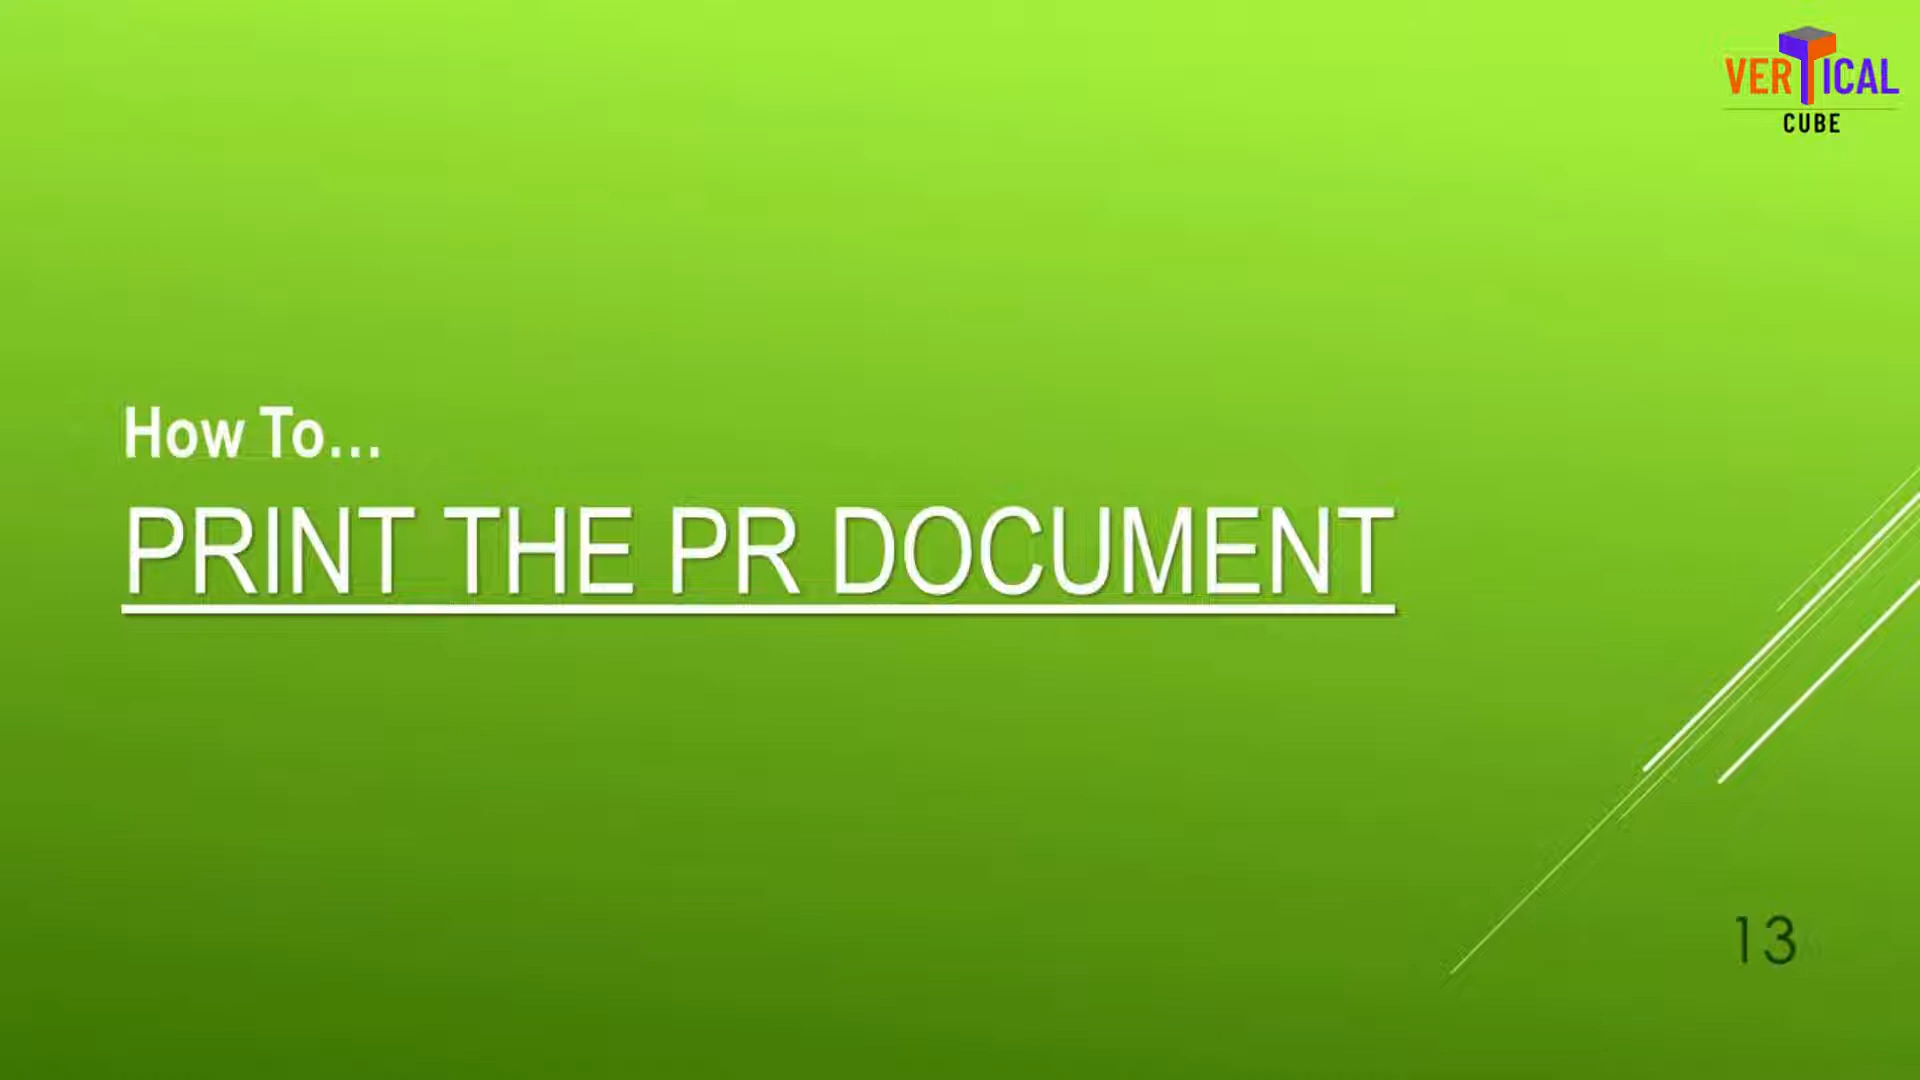 VERTICAL
CUBE
How To...
PRINT THE PR DOCUMENT
13